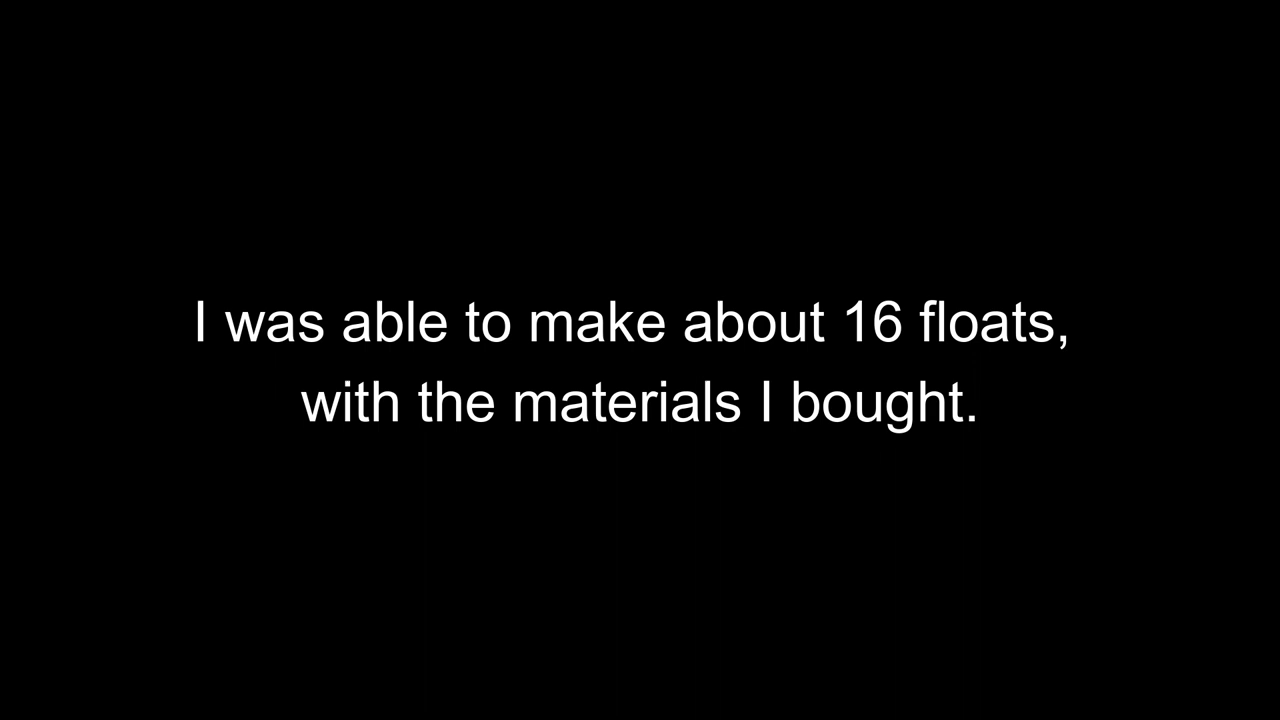 I was able to make about 16 floats,
with the materials I bought.